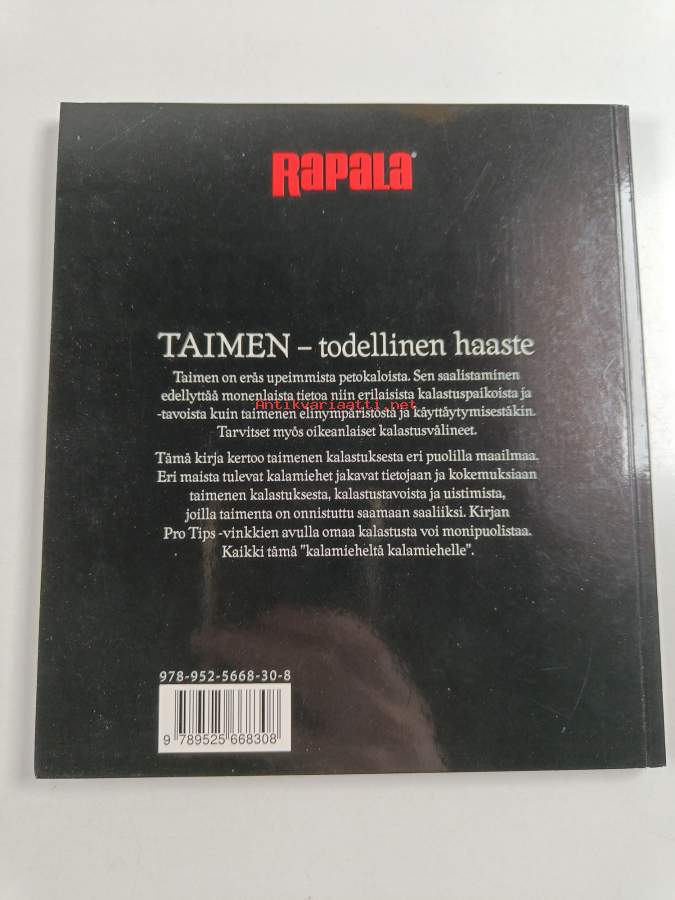 RAPALA®
TAIMEN – todellinen haaste
Taimen on eräs upeimmista petokaloista. Sen saalistaminen
edellyttää monenlaista tietoa niin erilaisista kalastuspaikoista ja
Antikvariaatti.net
-tavoista kuin taimenen elinympäristöstä ja käyttäytymisestäkin.
Tarvitset myös oikeanlaiset kalastusvälineet.
Tämä kirja kertoo taimenen kalastuksesta eri puolilla maailmaa.
Eri maista tulevat kalamiehet jakavat tietojaan ja kokemuksiaan
taimenen kalastuksesta, kalastustavoista ja uistimista,
joilla taimenta on onnistuttu saamaan saaliiksi. Kirjan
Pro Tips -vinkkien avulla omaa kalastusta voi monipuolistaa.
Kaikki tämä "kalamieheltä kalamiehelle".
978-952-5668-30-8
9 789525 668308